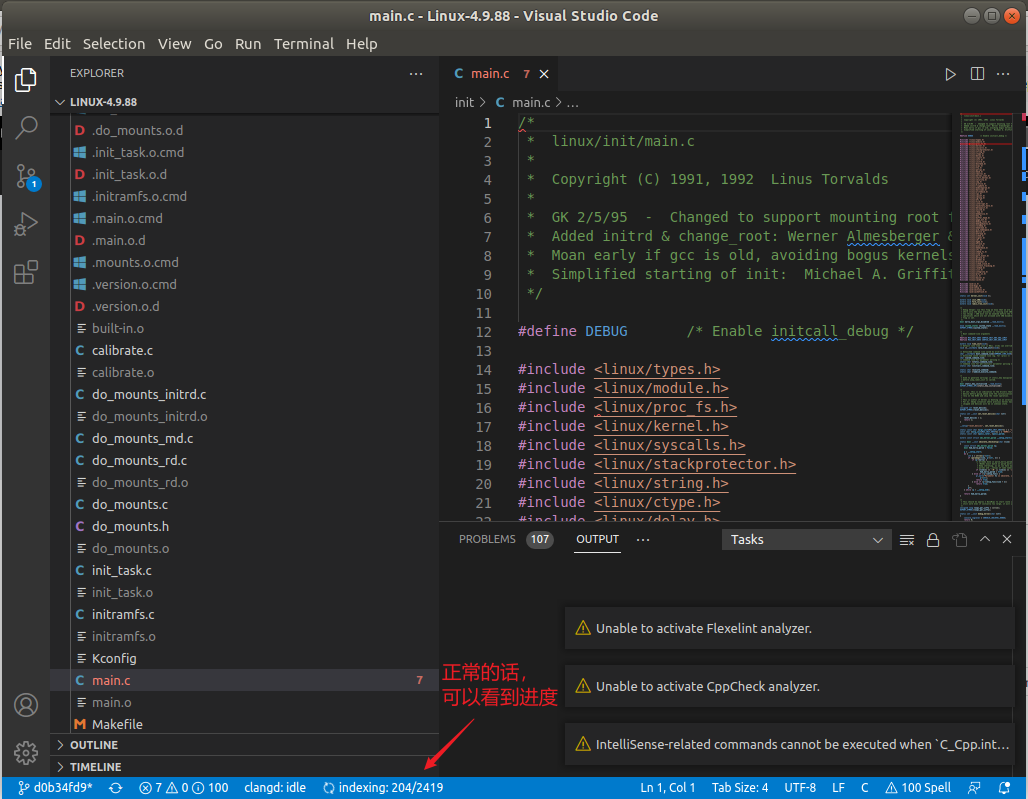 main.c - Linux-4.9.88 - Visual Studio Code
File Edit Selection View Go Run Terminal Help
EXPLORER
LINUX-4.9.88
.do_mounts.o.d
.init_task.o.cmd
.init_task.o.d
.initramfs.o.cmd
.main.o.cmd
.main.o.d
.mounts.o.cmd
.version.o.cmd
.version.o.d
built-in.o
calibrate.c
calibrate.o
do_mounts_initrd.c
do_mounts_initrd.o
do_mounts_md.c
do_mounts_rd.c
do_mounts_rd.o
do_mounts.c
do_mounts.h
do_mounts.o
init_task.c
init_task.o
initramfs.c
initramfs.o
Kconfig
main.c 7
main.o
Makefile
OUTLINE
TIMELINE
1
main.c 7
init > C main.c > ...
1 /*
2 * linux/init/main.c
3 *
4 * Copyright (C) 1991, 1992 Linus Torvalds
5 *
6 * GK 2/5/95 - Changed to support mounting root
7 * Added initrd & change_root: Werner Almesberger &
8 * Moan early if gcc is old, avoiding bogus kernels
9 * Simplified starting of init: Michael A. Griffit
10 */
11
12 #define DEBUG /* Enable initcall_debug */
13
14 #include <linux/types.h>
15 #include <linux/module.h>
16 #include <linux/proc_fs.h>
17 #include <linux/kernel.h>
18 #include <linux/syscalls.h>
19 #include <linux/stackprotector.h>
20 #include <linux/string.h>
21 #include <linux/ctype.h>
22 #include <linux/delay.h>
PROBLEMS 107 OUTPUT ... Tasks
Unable to activate Flexelint analyzer.
Unable to activate CppCheck analyzer.
IntelliSense-related commands cannot be executed when `C_Cpp.int...
正常的话，
可以看到进度
d0b34fd9* 7 0 100 clangd: idle indexing: 204/2419 Ln 1, Col 1 Tab Size: 4 UTF-8 LF C 100 Spell